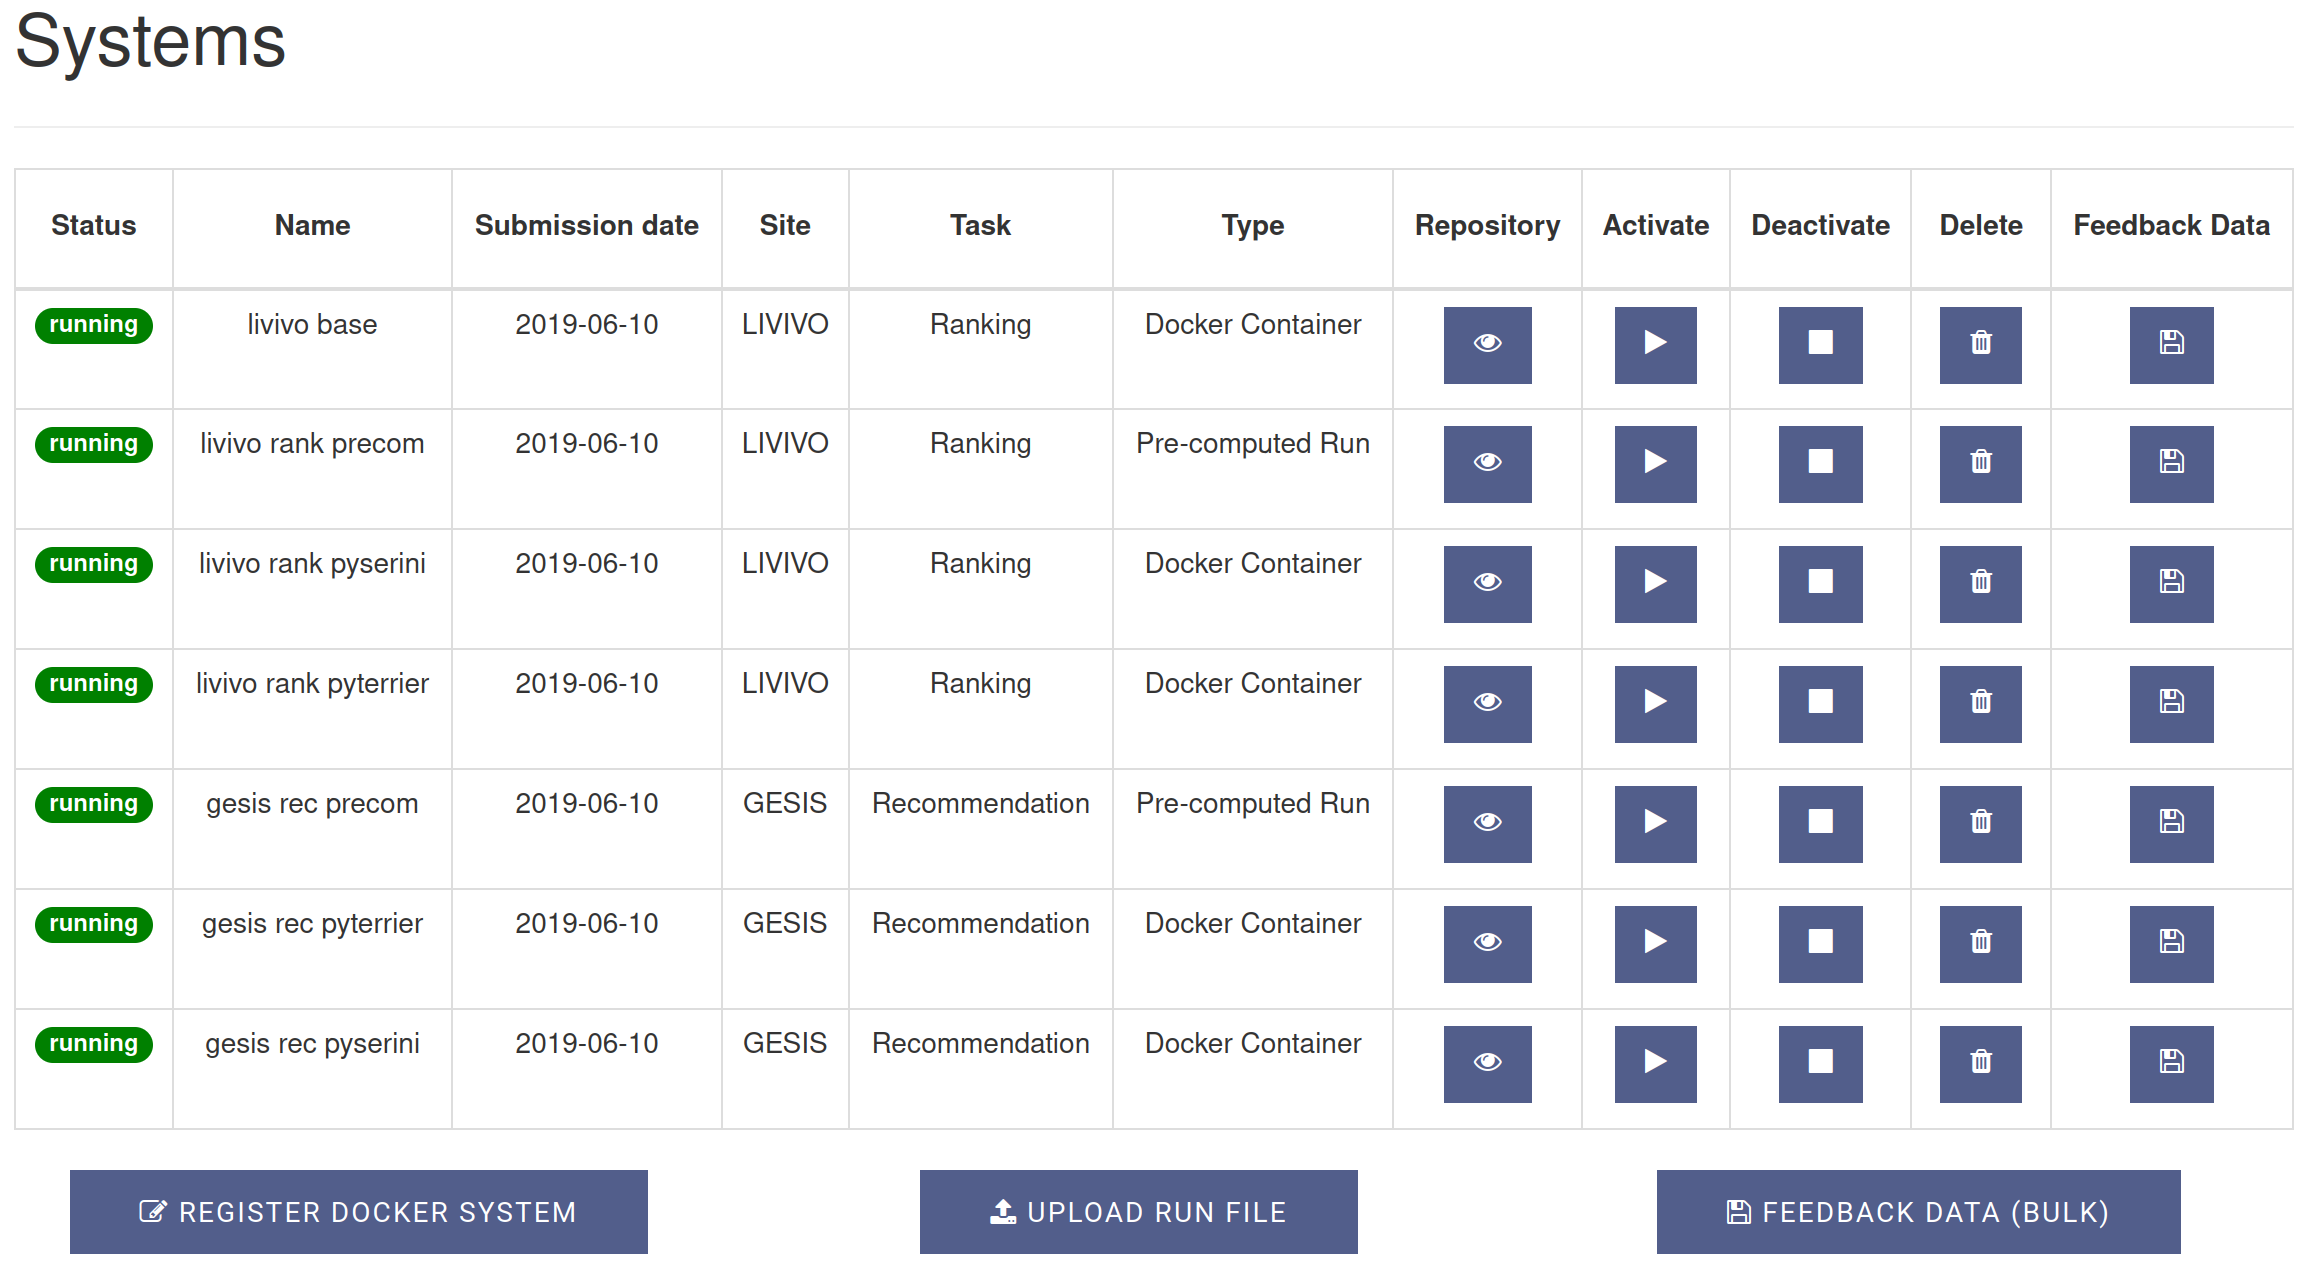 Systems
Status Name Submission date Site Task Type Repository Activate Deactivate Delete Feedback Data
running livivo base 2019-06-10 LIVIVO Ranking Docker Container
running livivo rank precom 2019-06-10 LIVIVO Ranking Pre-computed Run
running livivo rank pyserini 2019-06-10 LIVIVO Ranking Docker Container
running livivo rank pyterrier 2019-06-10 LIVIVO Ranking Docker Container
running gesis rec precom 2019-06-10 GESIS Recommendation Pre-computed Run
running gesis rec pyterrier 2019-06-10 GESIS Recommendation Docker Container
running gesis rec pyserini 2019-06-10 GESIS Recommendation Docker Container
REGISTER DOCKER SYSTEM UPLOAD RUN FILE FEEDBACK DATA (BULK)